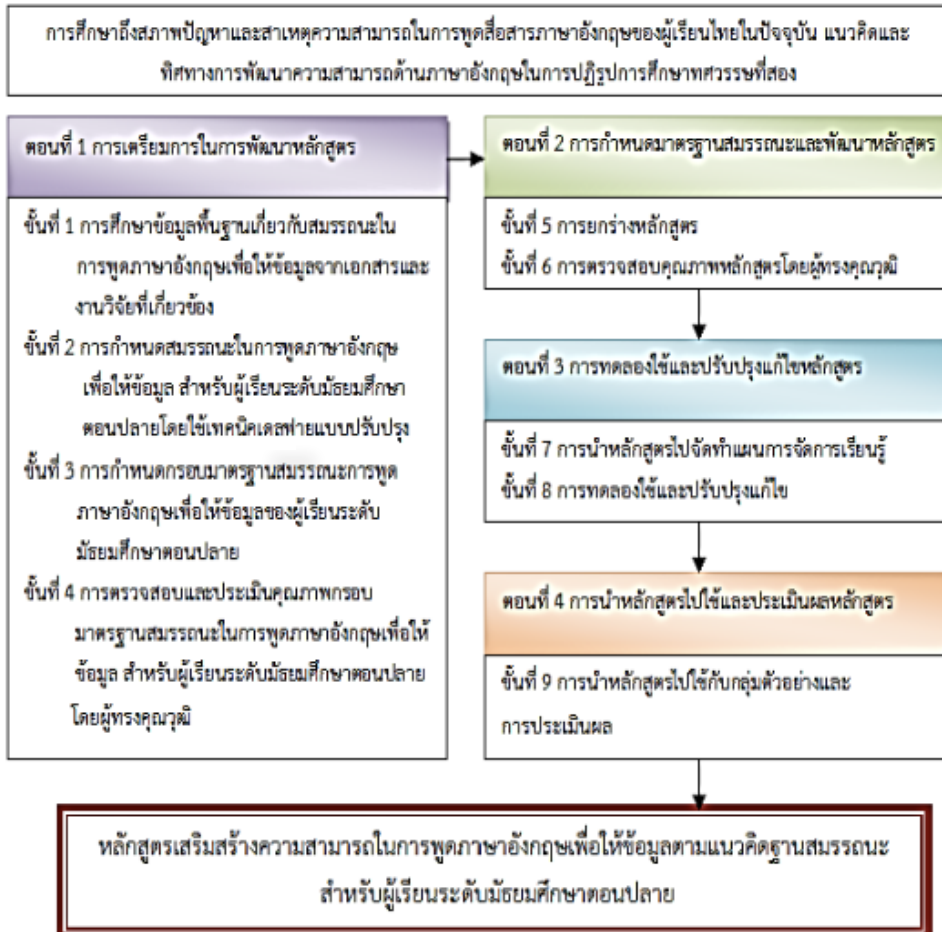 การศึกษาถึงสภาพปัญหาและสาเหตุความสามารถในการพูดสื่อสารภาษาอังกฤษของผู้เรียนไทยในปัจจุบัน แนวคิดและ
ทิศทางการพัฒนาความสามารถด้านภาษาอังกฤษในการปฏิรูปการศึกษาทศวรรษที่สอง
ตอนที่ 1 การเตรียมการในการพัฒนาหลักสูตร
ขั้นที่ 1 การศึกษาข้อมูลพื้นฐานเกี่ยวกับสมรรถนะใน
การพูดภาษาอังกฤษเพื่อให้ข้อมูลจากเอกสารและ
งานวิจัยที่เกี่ยวข้อง
ขั้นที่ 2 การกำหนดสมรรถนะในการพูดภาษาอังกฤษ
เพื่อให้ข้อมูล สำหรับผู้เรียนระดับมัธยมศึกษา
ตอนปลายโดยใช้เทคนิคเดลฟายแบบปรับปรุง
ขั้นที่ 3 การกำหนดกรอบมาตรฐานสมรรถนะการพูด
ภาษาอังกฤษเพื่อให้ข้อมูลของผู้เรียนระดับ
มัธยมศึกษาตอนปลาย
ขั้นที่ 4 การตรวจสอบและประเมินคุณภาพกรอบ
มาตรฐานสมรรถนะในการพูดภาษาอังกฤษเพื่อให้
ข้อมูล สำหรับผู้เรียนระดับมัธยมศึกษาตอนปลาย
โดยผู้ทรงคุณวุฒิ
ตอนที่ 2 การกำหนดมาตรฐานสมรรถนะและพัฒนาหลักสูตร
ขั้นที่ 5 การยกร่างหลักสูตร
ขั้นที่ 6 การตรวจสอบคุณภาพหลักสูตรโดยผู้ทรงคุณวุฒิ
ตอนที่ 3 การทดลองใช้และปรับปรุงแก้ไขหลักสูตร
ขั้นที่ 7 การนำหลักสูตรไปจัดทำแผนการจัดการเรียนรู้
ขั้นที่ 8 การทดลองใช้และปรับปรุงแก้ไข
ตอนที่ 4 การนำหลักสูตรไปใช้และประเมินผลหลักสูตร
ขั้นที่ 9 การนำหลักสูตรไปใช้กับกลุ่มตัวอย่างและ
การประเมินผล
หลักสูตรเสริมสร้างความสามารถในการพูดภาษาอังกฤษเพื่อให้ข้อมูลตามแนวคิดฐานสมรรถนะ
สำหรับผู้เรียนระดับมัธยมศึกษาตอนปลาย